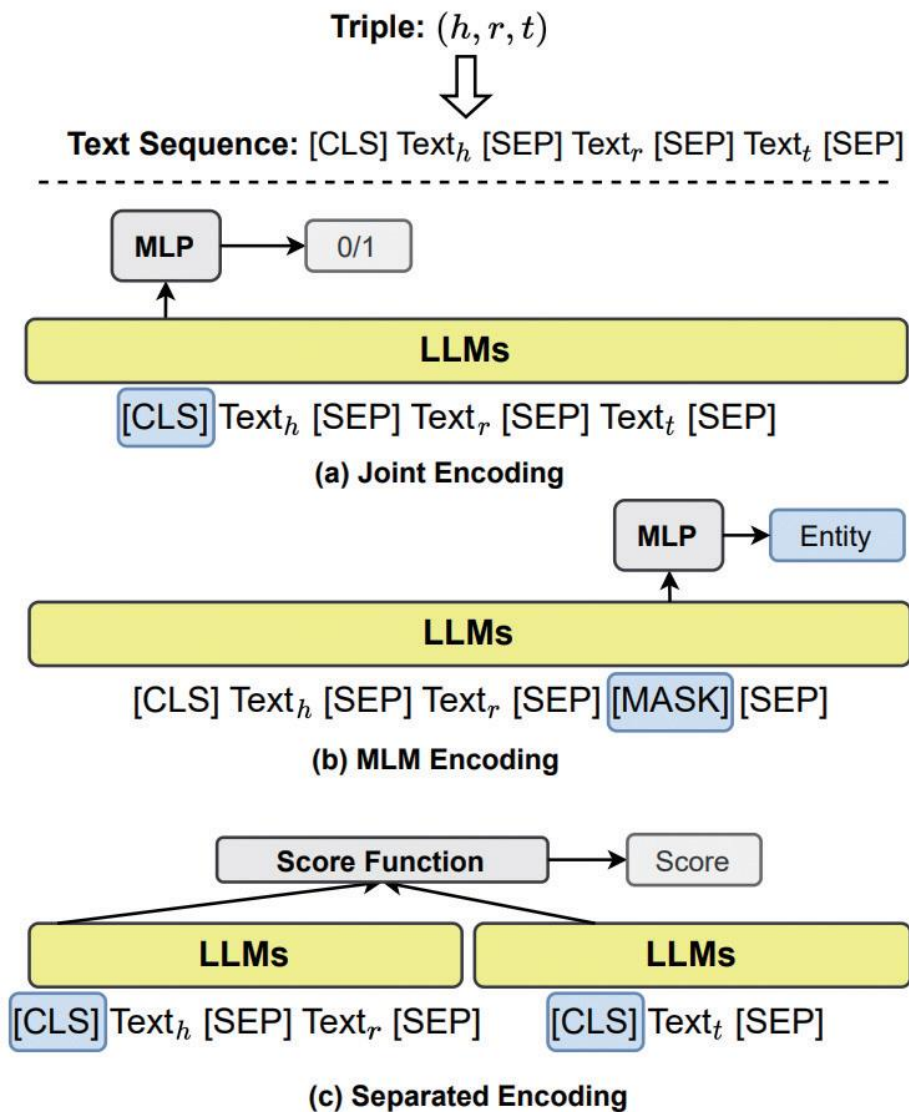 Triple: (h, r, t)
Text Sequence: [CLS] Text_h [SEP] Text_r [SEP] Text_t [SEP]
MLP 0/1
LLMs
[CLS] Text_h [SEP] Text_r [SEP] Text_t [SEP]
(a) Joint Encoding
MLP Entity
LLMs
[CLS] Text_h [SEP] Text_r [SEP] [MASK] [SEP]
(b) MLM Encoding
Score Function Score
LLMs LLMs
[CLS] Text_h [SEP] Text_r [SEP] [CLS] Text_t [SEP]
(c) Separated Encoding